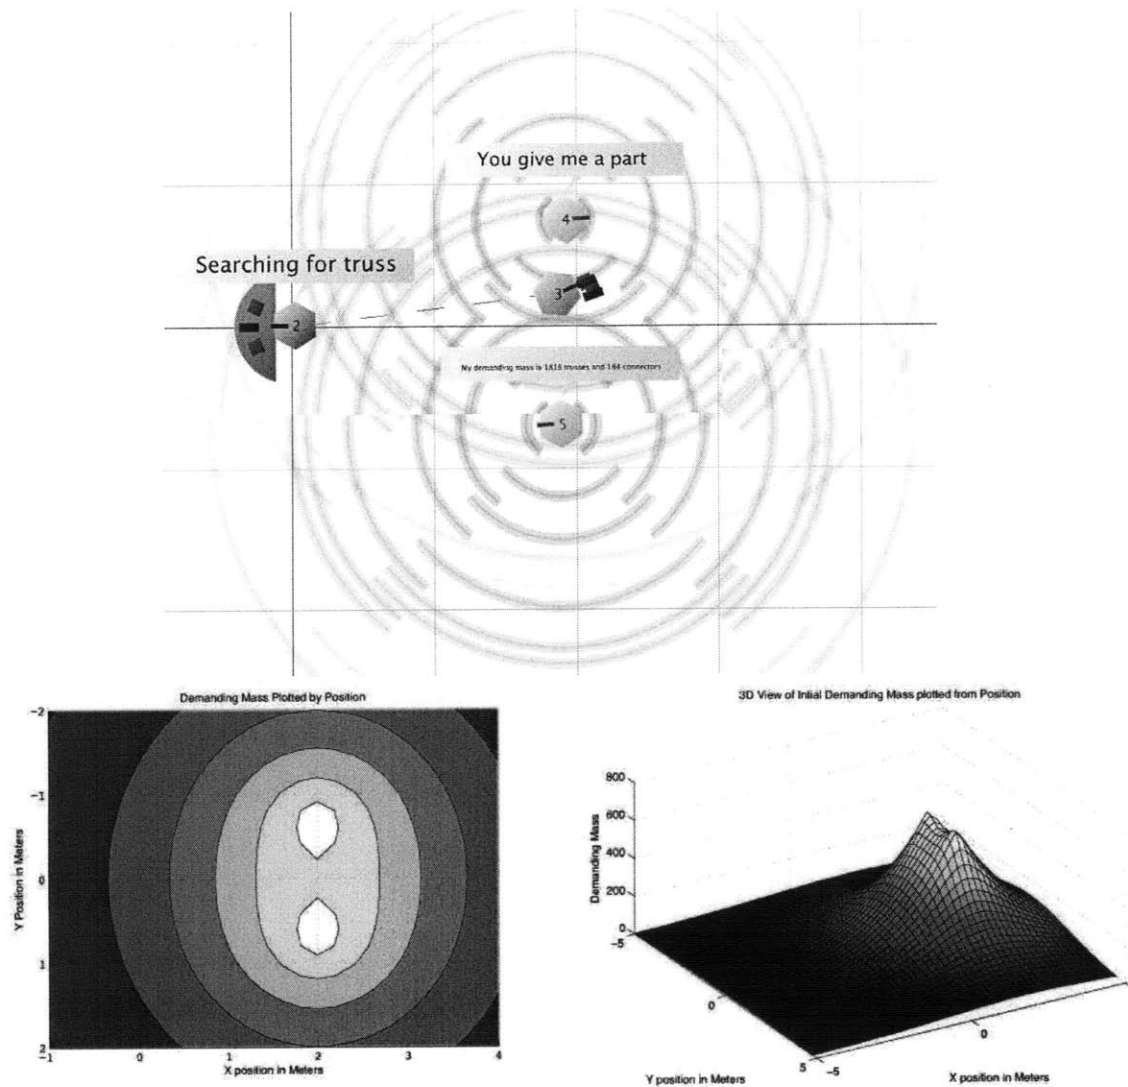 You give me a part
4
Searching for truss
3
2
My demanding mass is 1818 trusses and 164 connectors
5
Demanding Mass Plotted by Position
-2
-1
0
1
2
Y Position in Meters
-1 0 1 2 3 4
X position in Meters
3D View of Initial Demanding Mass plotted from Position
800
600
400
200
0
Demanding Mass
-5
0
5
Y position in Meters
-5
0
X position in Meters